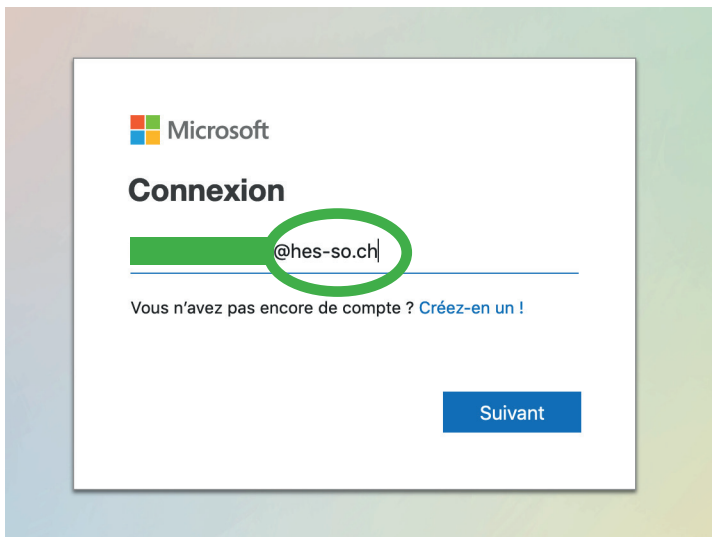 Microsoft
Connexion
@hes-so.ch
Vous n’avez pas encore de compte ? Créez-en un !
Suivant